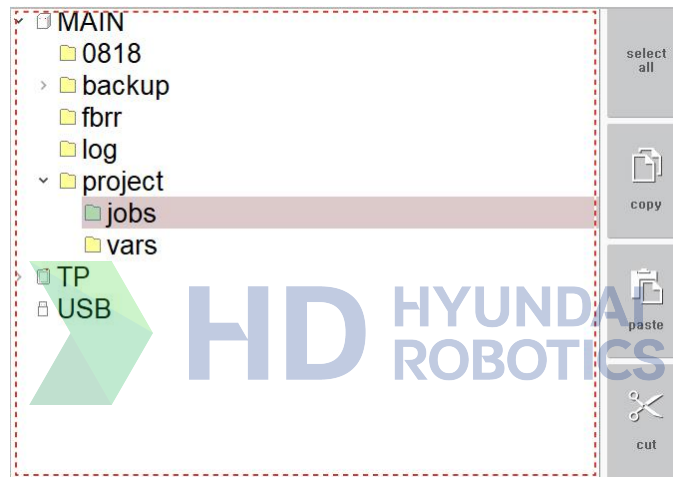 MAIN
0818
backup
fbrr
log
project
jobs
vars
TP
USB
select
all
copy
paste
cut
HD HYUNDAI
ROBOTICS